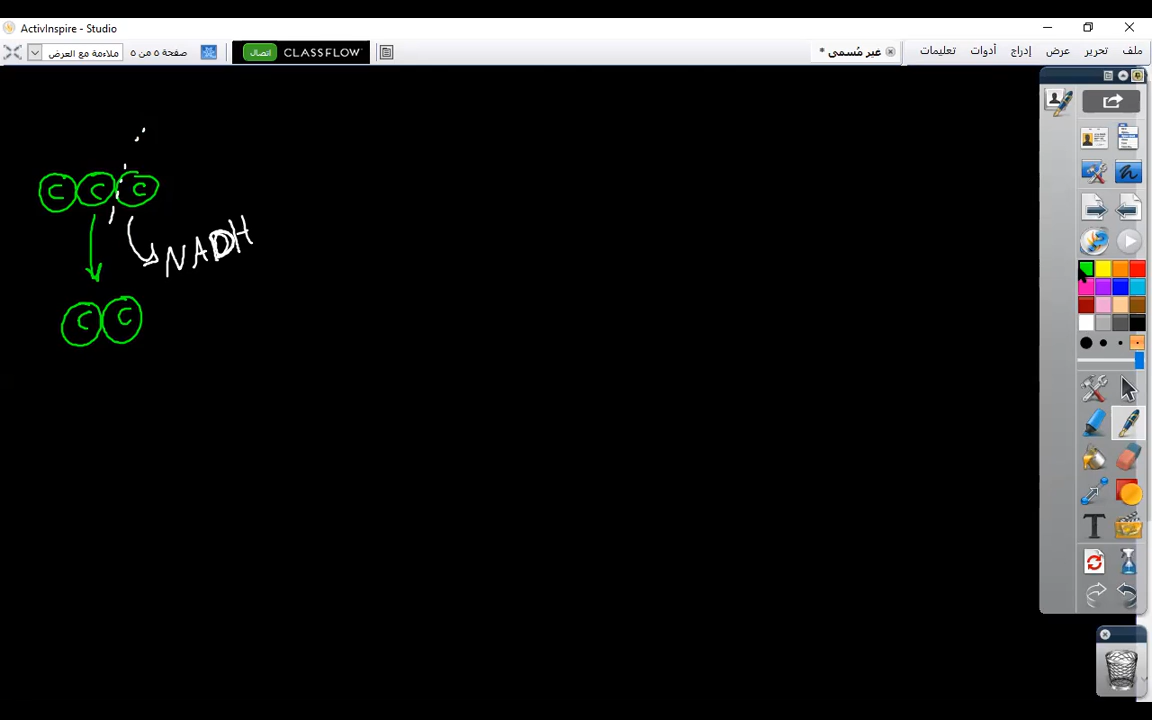 ActivInspire - Studio
ملف تحرير عرض إدراج أدوات تعليمات
غير مُسمى *
CLASSFLOW اتصال
صفحة ٥ من ٥
ملاءمة مع العرض
C C C
NADH
C C
T